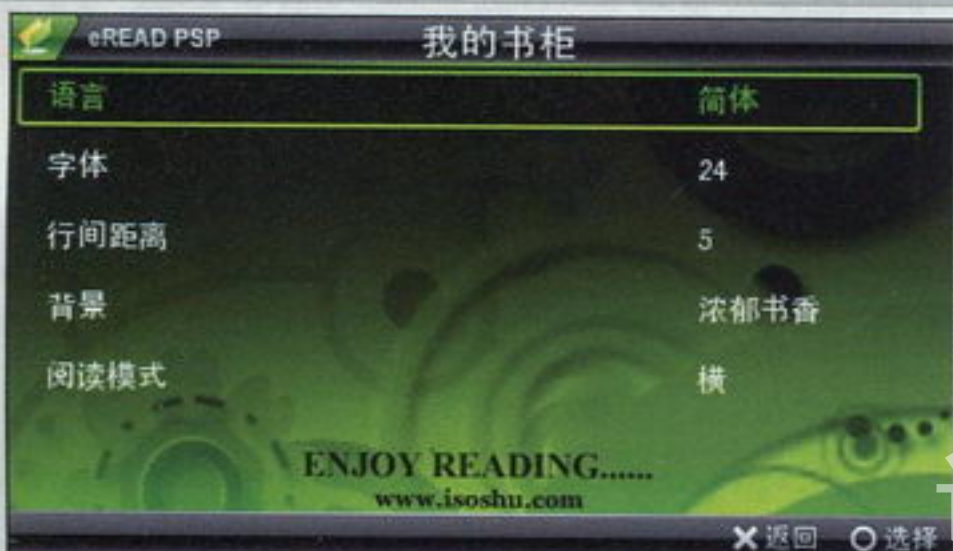 eREAD PSP 我的书柜
语言 简体
字体 24
行间距离 5
背景 浓郁书香
阅读模式 横
ENJOY READING......
www.isoshu.com
×返回 ○选择